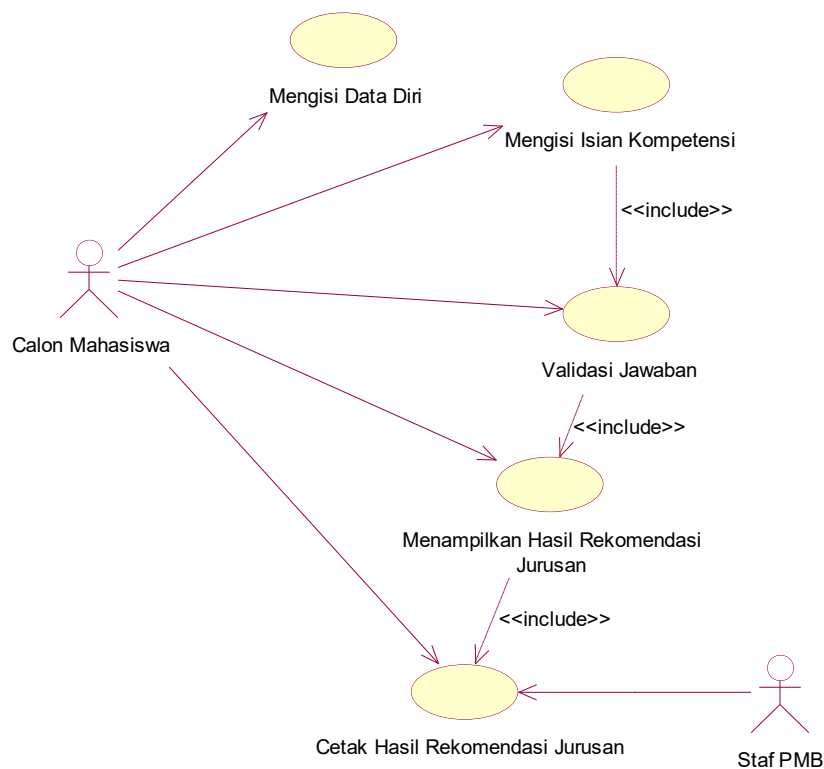 Mengisi Data Diri
Mengisi Isian Kompetensi
<<include>>
Calon Mahasiswa
Validasi Jawaban
<<include>>
Menampilkan Hasil Rekomendasi
Jurusan
<<include>>
Cetak Hasil Rekomendasi Jurusan
Staf PMB